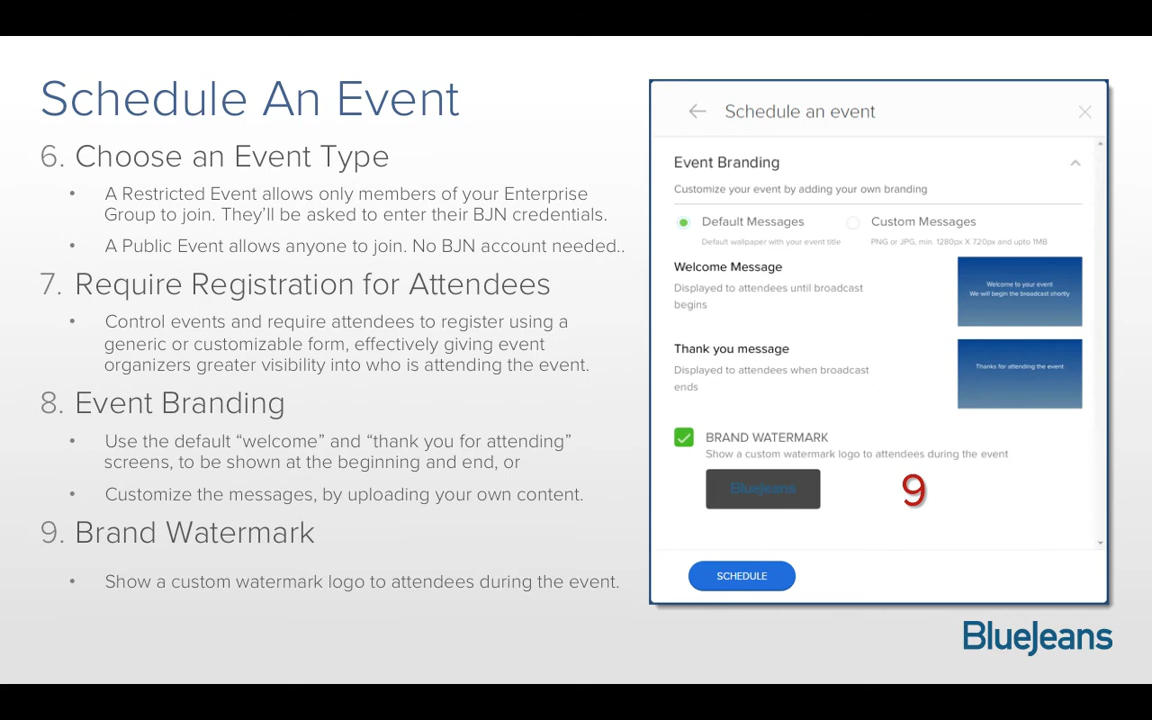 Schedule An Event
6. Choose an Event Type
• A Restricted Event allows only members of your Enterprise
Group to join. They’ll be asked to enter their BJN credentials.
• A Public Event allows anyone to join. No BJN account needed..
7. Require Registration for Attendees
• Control events and require attendees to register using a
generic or customizable form, effectively giving event
organizers greater visibility into who is attending the event.
8. Event Branding
• Use the default “welcome” and “thank you for attending”
screens, to be shown at the beginning and end, or
• Customize the messages, by uploading your own content.
9. Brand Watermark
• Show a custom watermark logo to attendees during the event.
Schedule an event
Event Branding
Customize your event by adding your own branding
Default Messages
Default wallpaper with your event title
Custom Messages
PNG or JPG, min. 1280px X 720px and upto 1MB
Welcome Message
Displayed to attendees until broadcast
begins
Welcome to your event
We will begin the broadcast shortly
Thank you message
Displayed to attendees when broadcast
ends
Thanks for attending the event
BRAND WATERMARK
Show a custom watermark logo to attendees during the event
BlueJeans
9
SCHEDULE
BlueJeans